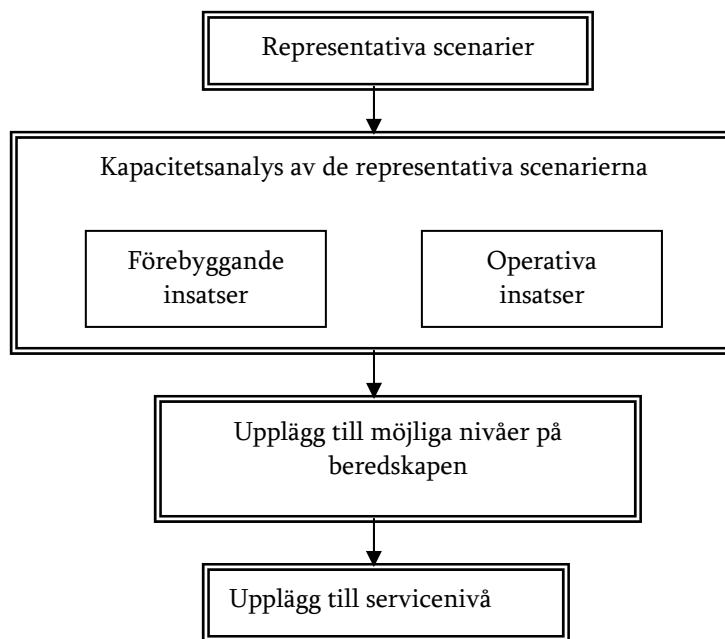 Representativa scenarier
Kapacitetsanalys av de representativa scenarierna
Förebyggande
insatser
Operativa
insatser
Upplägg till möjliga nivåer på
beredskapen
Upplägg till servicenivå